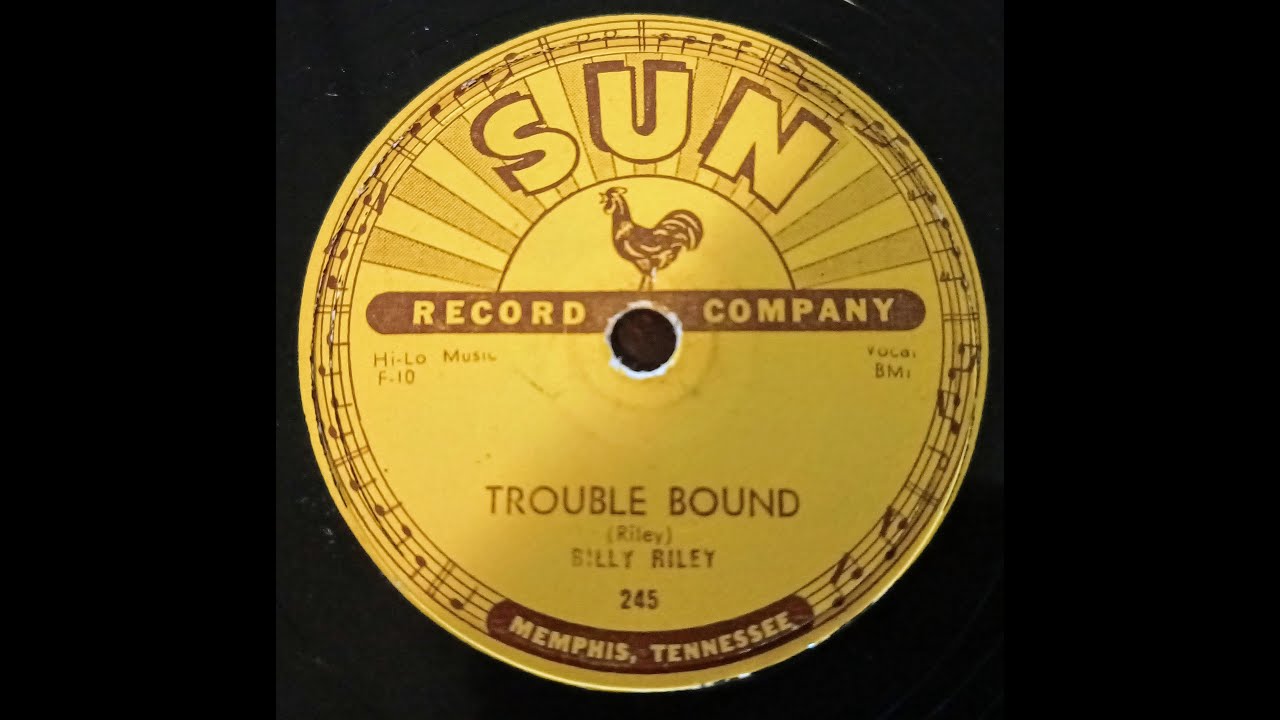 SUN
RECORD COMPANY
Hi-Lo Music
F-10
Vocal
BMI
TROUBLE BOUND
(Riley)
BILLY RILEY
245
MEMPHIS, TENNESSEE